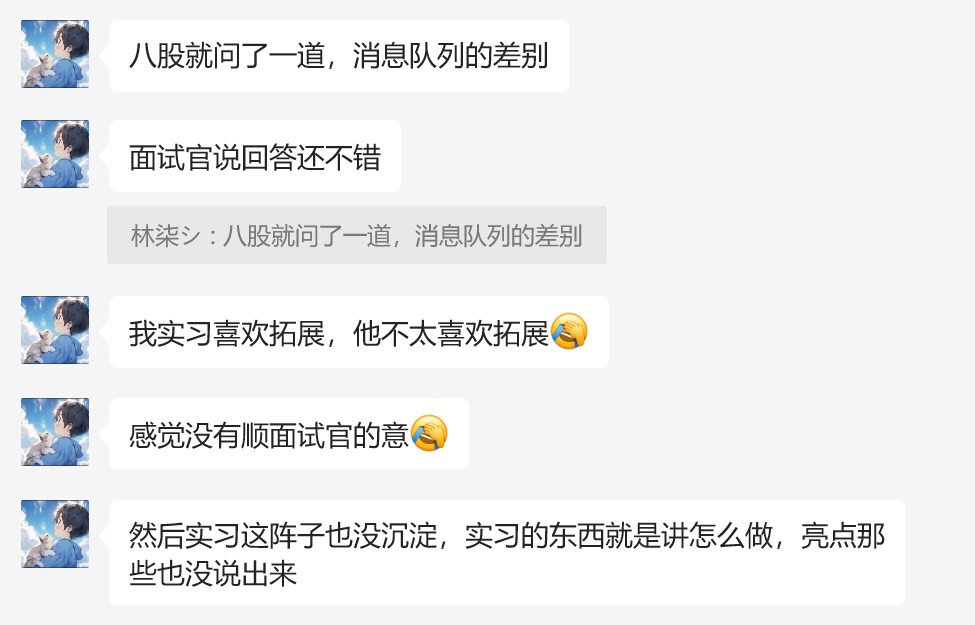 八股就问了一道，消息队列的差别
面试官说回答还不错
林柒シ : 八股就问了一道，消息队列的差别
我实习喜欢拓展，他不太喜欢拓展🤦
感觉没有顺面试官的意🤦
然后实习这阵子也没沉淀，实习的东西就是讲怎么做，亮点那
些也没说出来